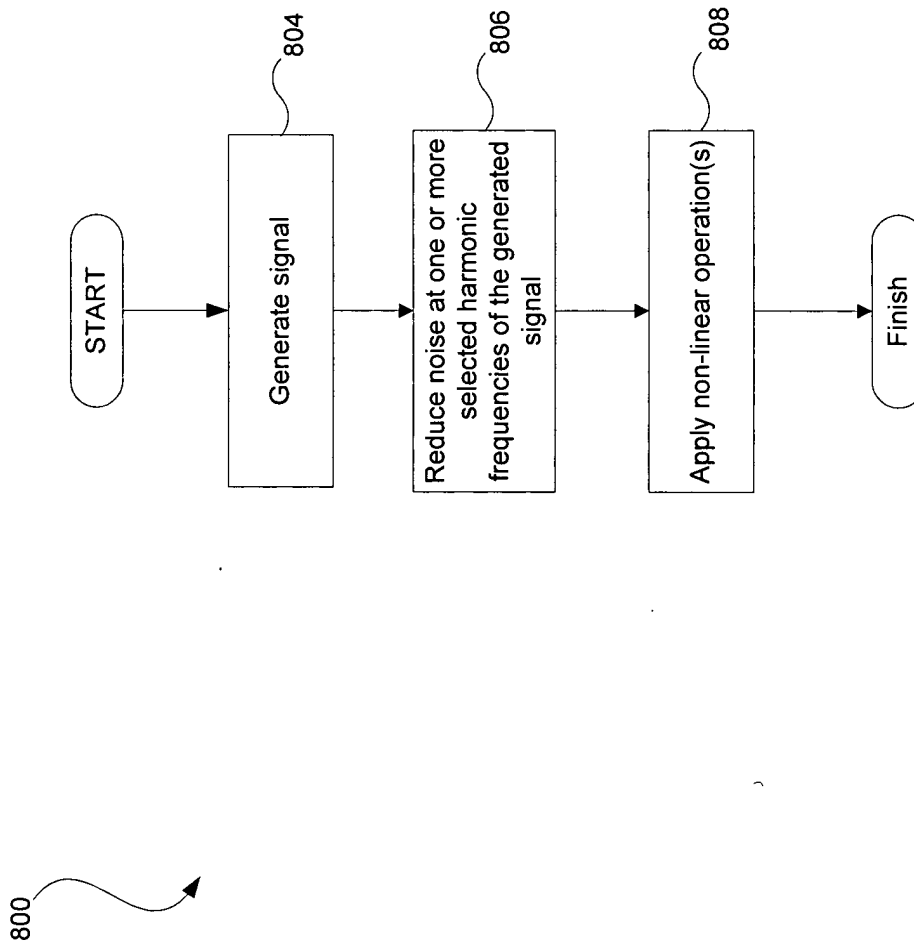 800
START
Generate signal
804
Reduce noise at one or more
selected harmonic
frequencies of the generated
signal
806
Apply non-linear operation(s)
808
Finish